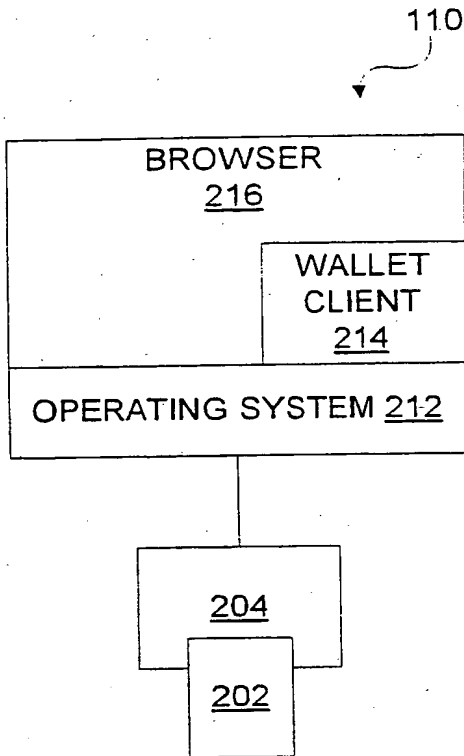 110
BROWSER
216
WALLET
CLIENT
214
OPERATING SYSTEM 212
204
202